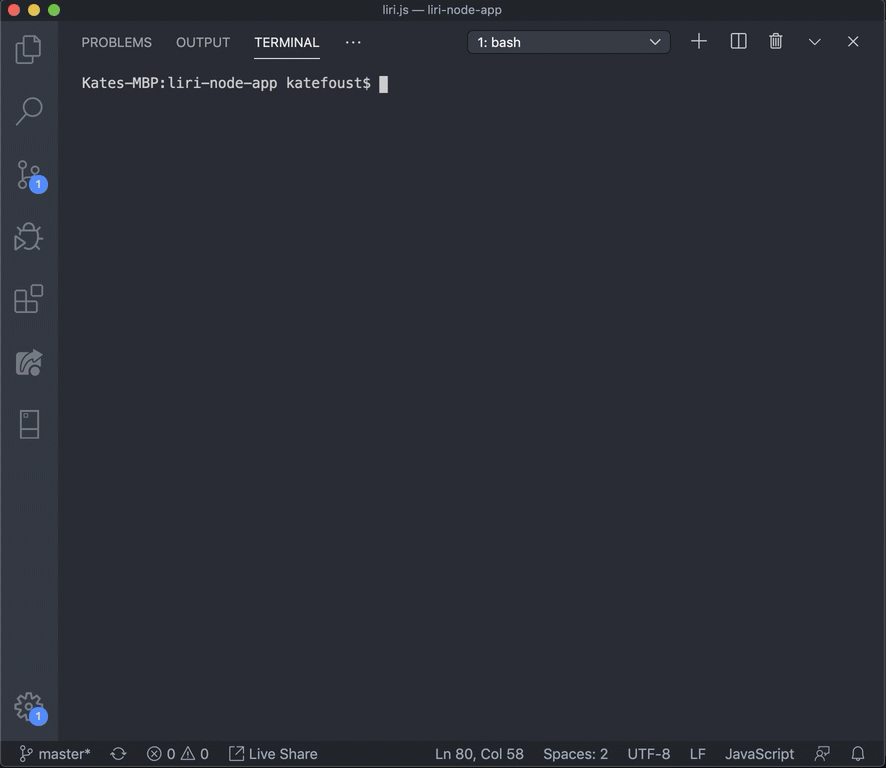 liri.js — liri-node-app
PROBLEMS OUTPUT TERMINAL ··· 1: bash
Kates-MBP:liri-node-app katefoust$
1
1
master* 0 0 Live Share Ln 80, Col 58 Spaces: 2 UTF-8 LF JavaScript